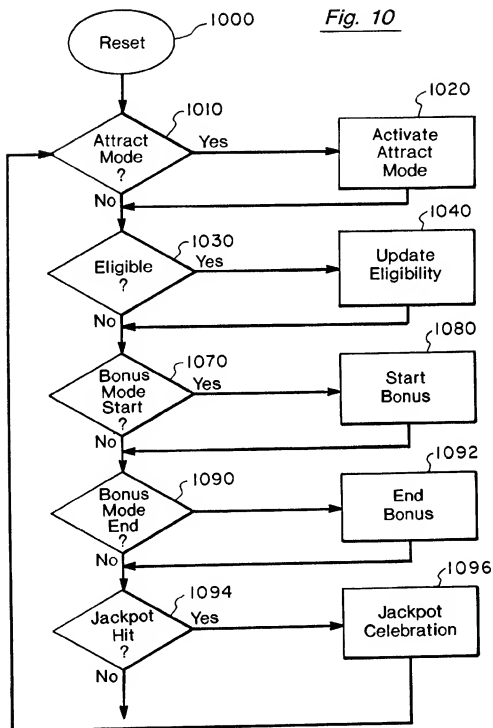 Fig. 10
1000
Reset
1010
Attract
Mode
?
Yes
No
1020
Activate
Attract
Mode
1030
Eligible
?
Yes
No
1040
Update
Eligibility
1070
Bonus
Mode
Start
?
Yes
No
1080
Start
Bonus
1090
Bonus
Mode
End
?
No
1092
End
Bonus
1094
Jackpot
Hit
?
Yes
No
1096
Jackpot
Celebration